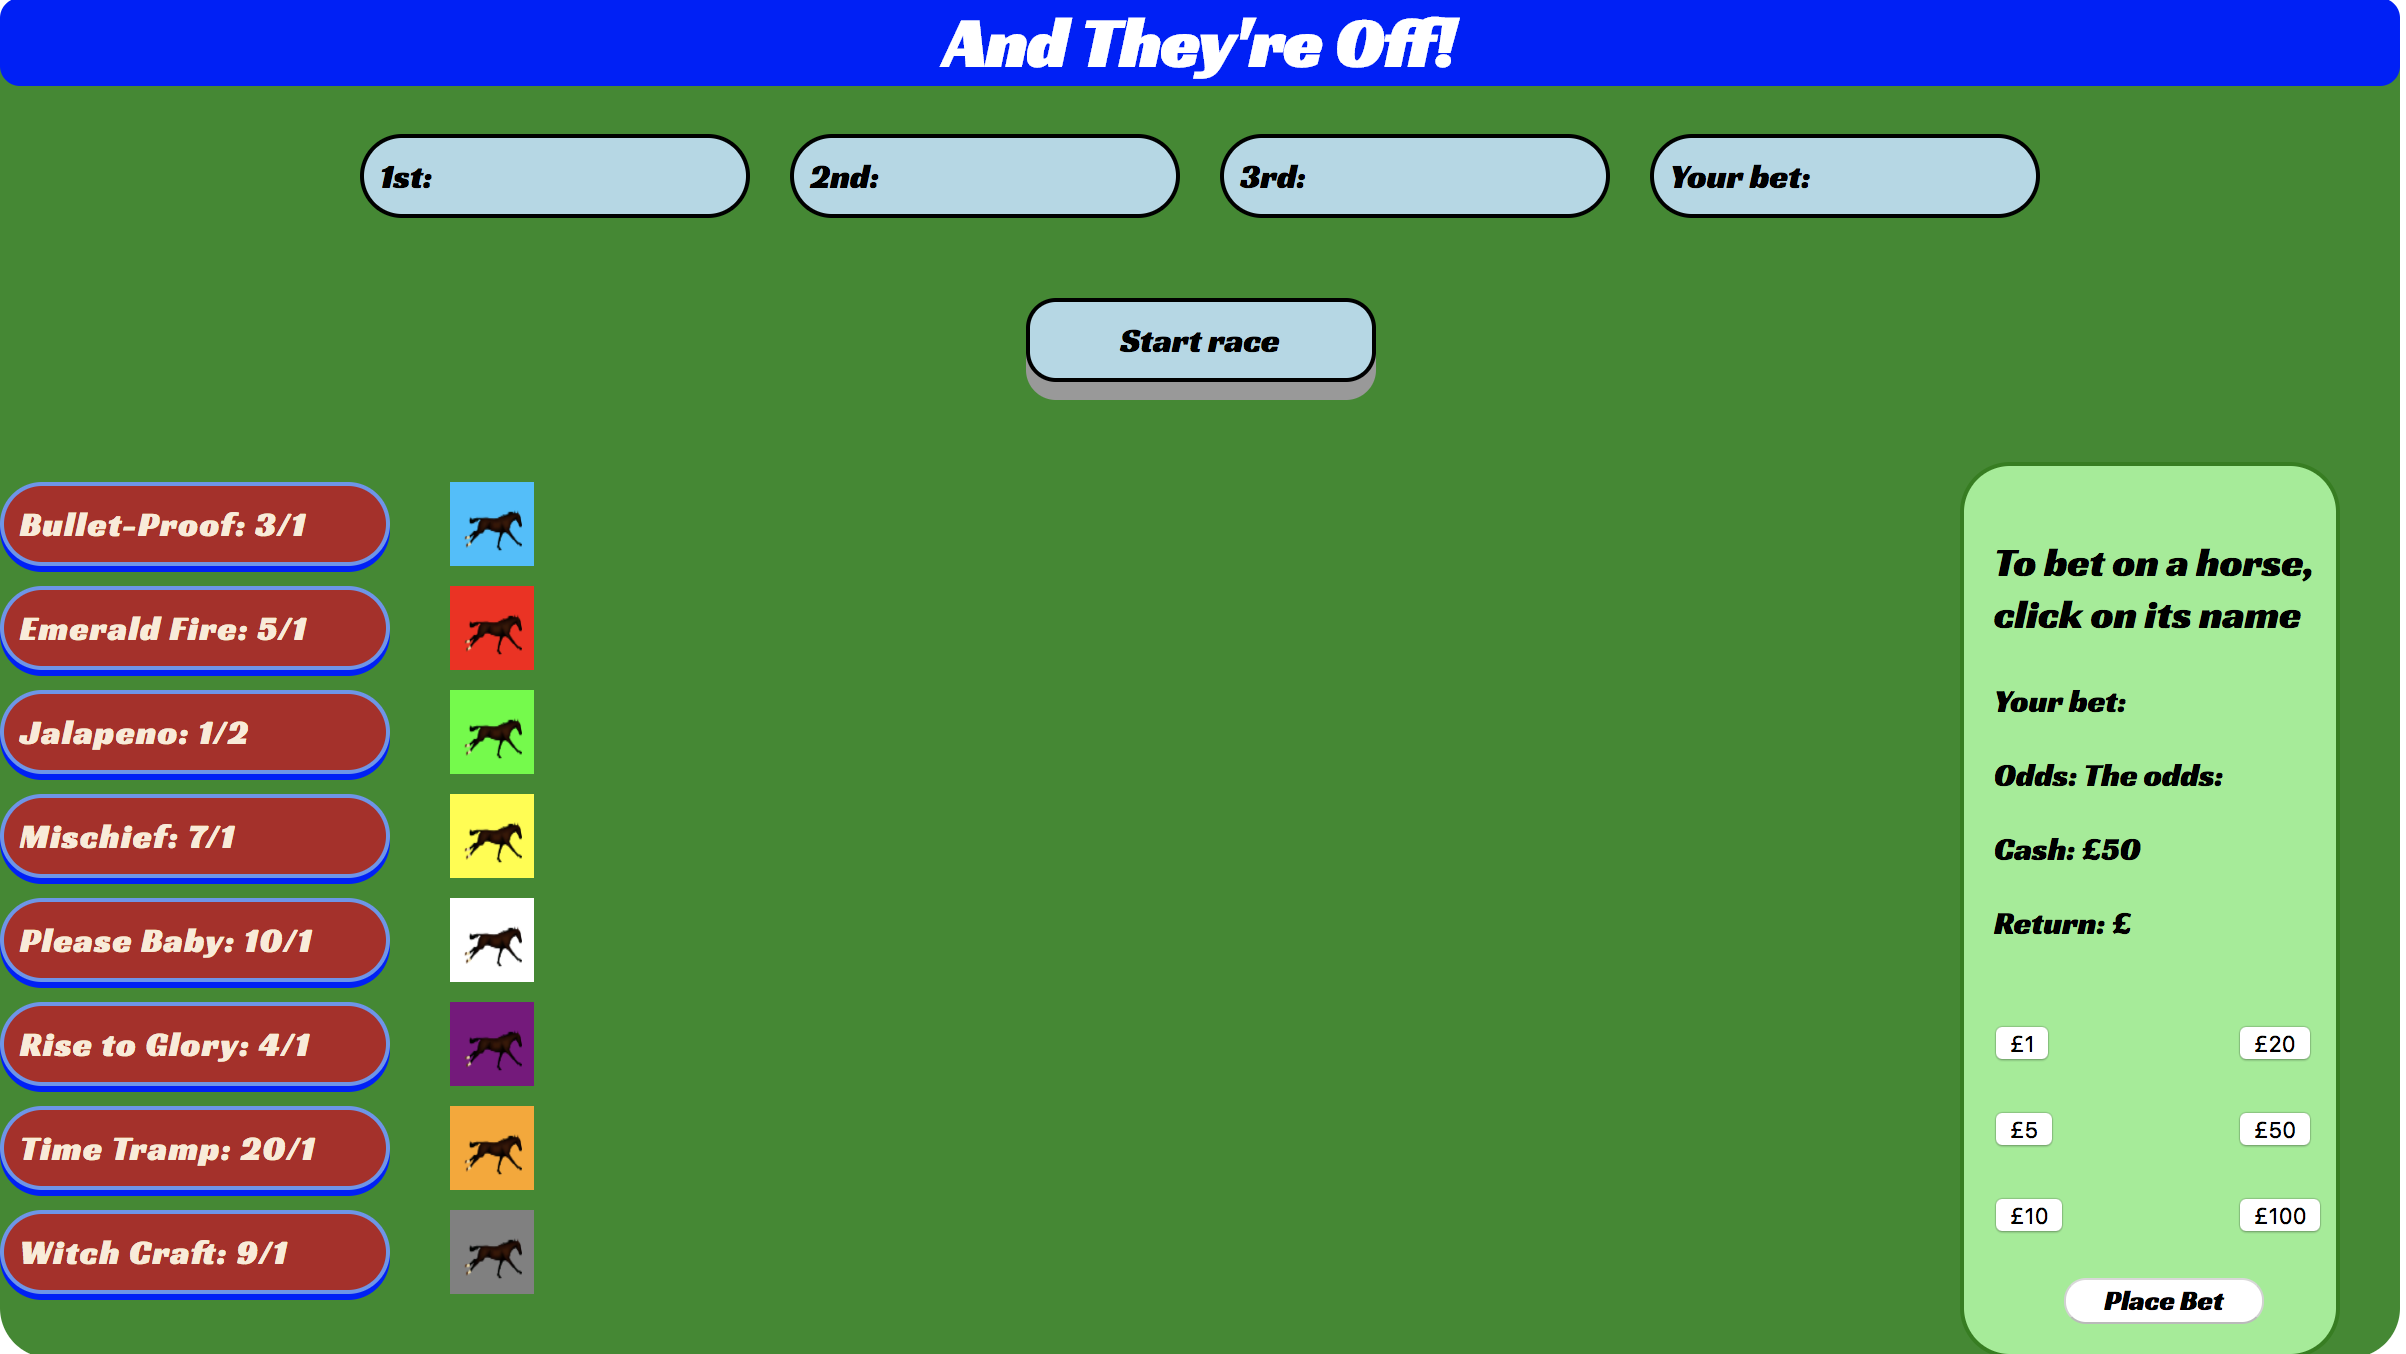 And They're Off!
1st:
2nd:
3rd:
Your bet:
Start race
Bullet-Proof: 3/1
Emerald Fire: 5/1
Jalapeno: 1/2
Mischief: 7/1
Please Baby: 10/1
Rise to Glory: 4/1
Time Tramp: 20/1
Witch Craft: 9/1
To bet on a horse,
click on its name
Your bet:
Odds: The odds:
Cash: £50
Return: £
£1
£20
£5
£50
£10
£100
Place Bet